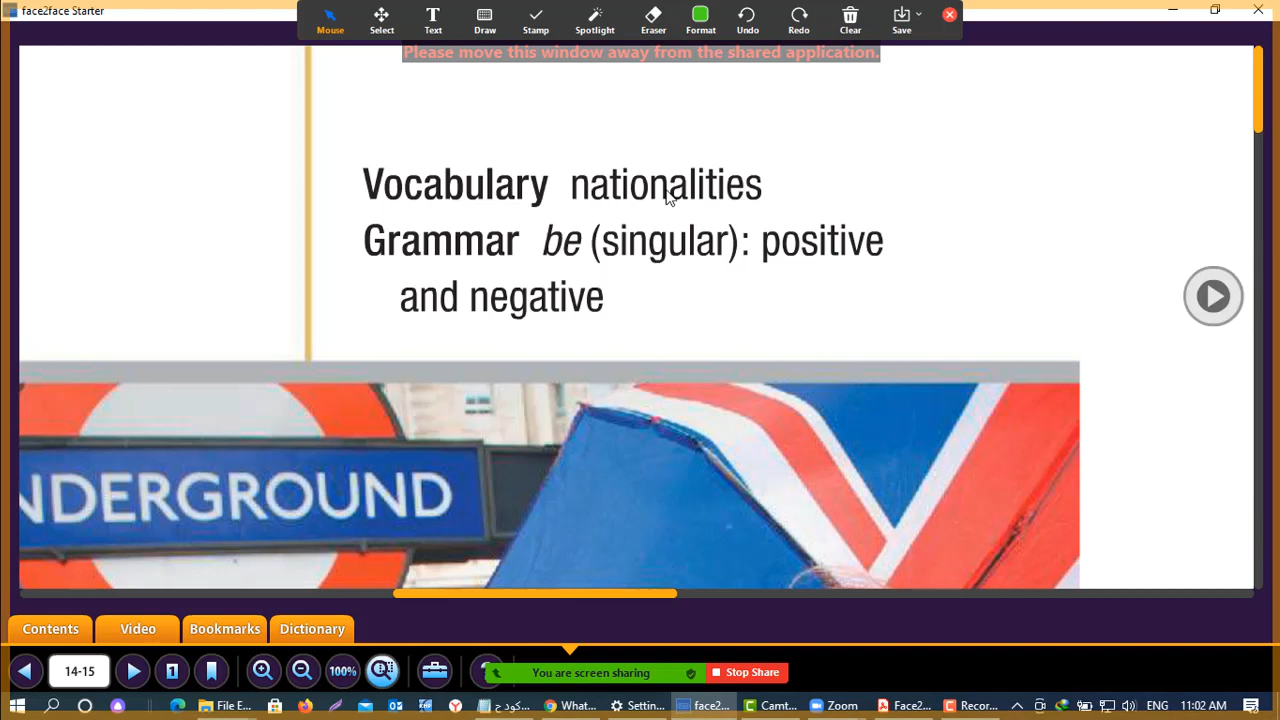 face2face Starter
Mouse
Select
Text
Draw
Stamp
Spotlight
Eraser
Format
Undo
Redo
Clear
Save
Please move this window away from the shared application.
Vocabulary nationalities
Grammar be (singular): positive
and negative
NDERGROUND
Contents
Video
Bookmarks
Dictionary
14-15
1
100%
You are screen sharing
Stop Share
File E...
What...
Settin...
face2...
Camt...
Zoom
Face2...
Recor...
ENG
11:02 AM